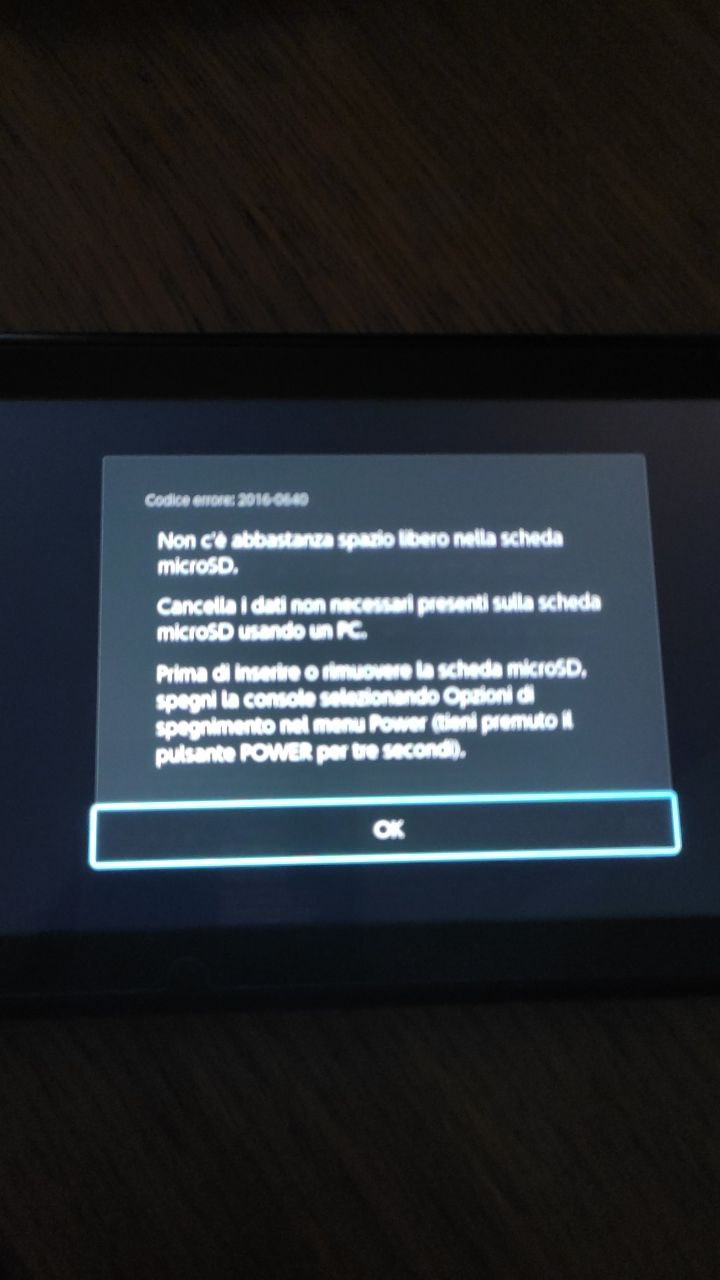 Codice errore: 2016-0640
Non c'è abbastanza spazio libero nella scheda
microSD.
Cancella i dati non necessari presenti sulla scheda
microSD usando un PC.
Prima di inserire o rimuovere la scheda microSD,
spegni la console selezionando Opzioni di
spegnimento nel menu Power (tieni premuto il
pulsante POWER per tre secondi).
OK